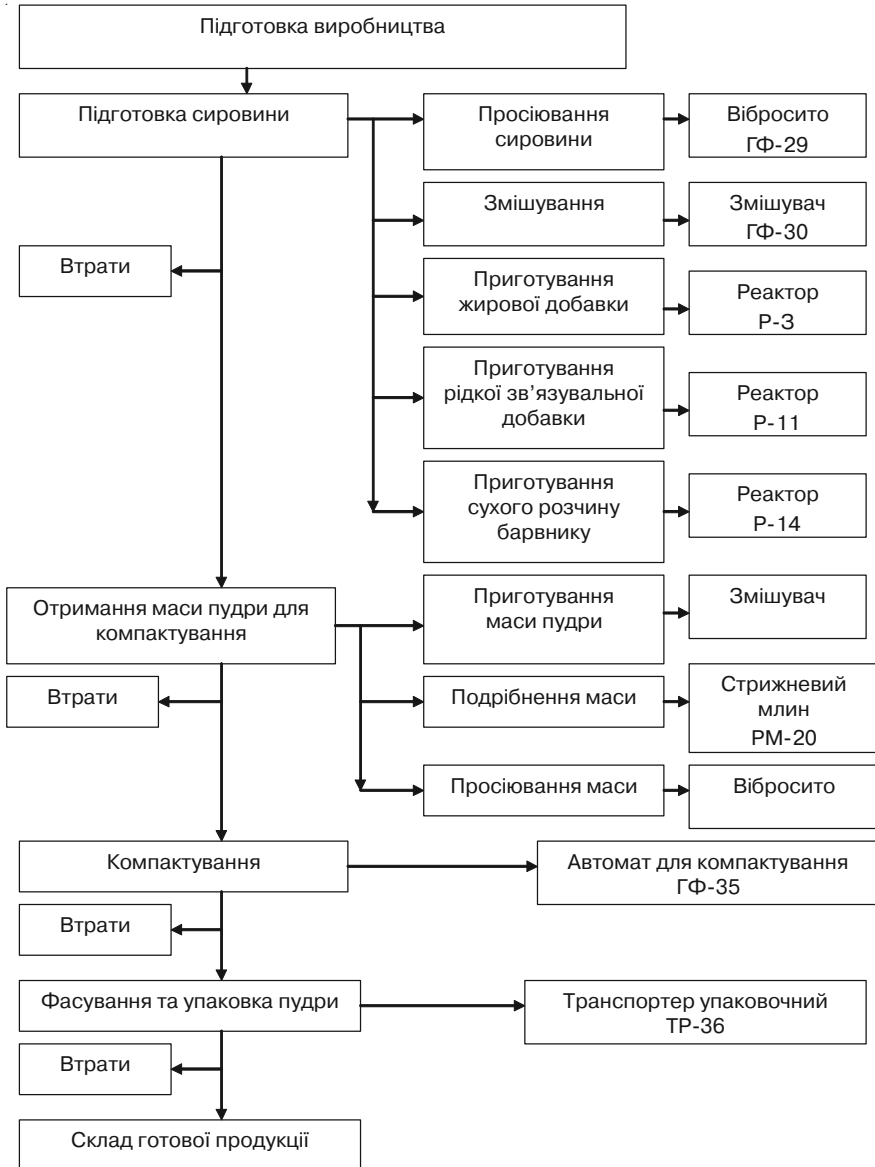 Підготовка виробництва
Підготовка сировини
Просіювання
сировини
Вібросито
ГФ-29
Змішування
Змішувач
ГФ-30
Втрати
Приготування
жирової добавки
Реактор
Р-3
Приготування
рідкої зв’язувальної
добавки
Реактор
Р-11
Приготування
сухого розчину
барвнику
Реактор
Р-14
Отримання маси пудри для
компактування
Приготування
маси пудри
Змішувач
Втрати
Подрібнення маси
Стрижневий
млин
РМ-20
Просіювання маси
Вібросито
Компактування
Автомат для компактування
ГФ-35
Втрати
Фасування та упаковка пудри
Транспортер упаковочний
ТР-36
Втрати
Склад готової продукції